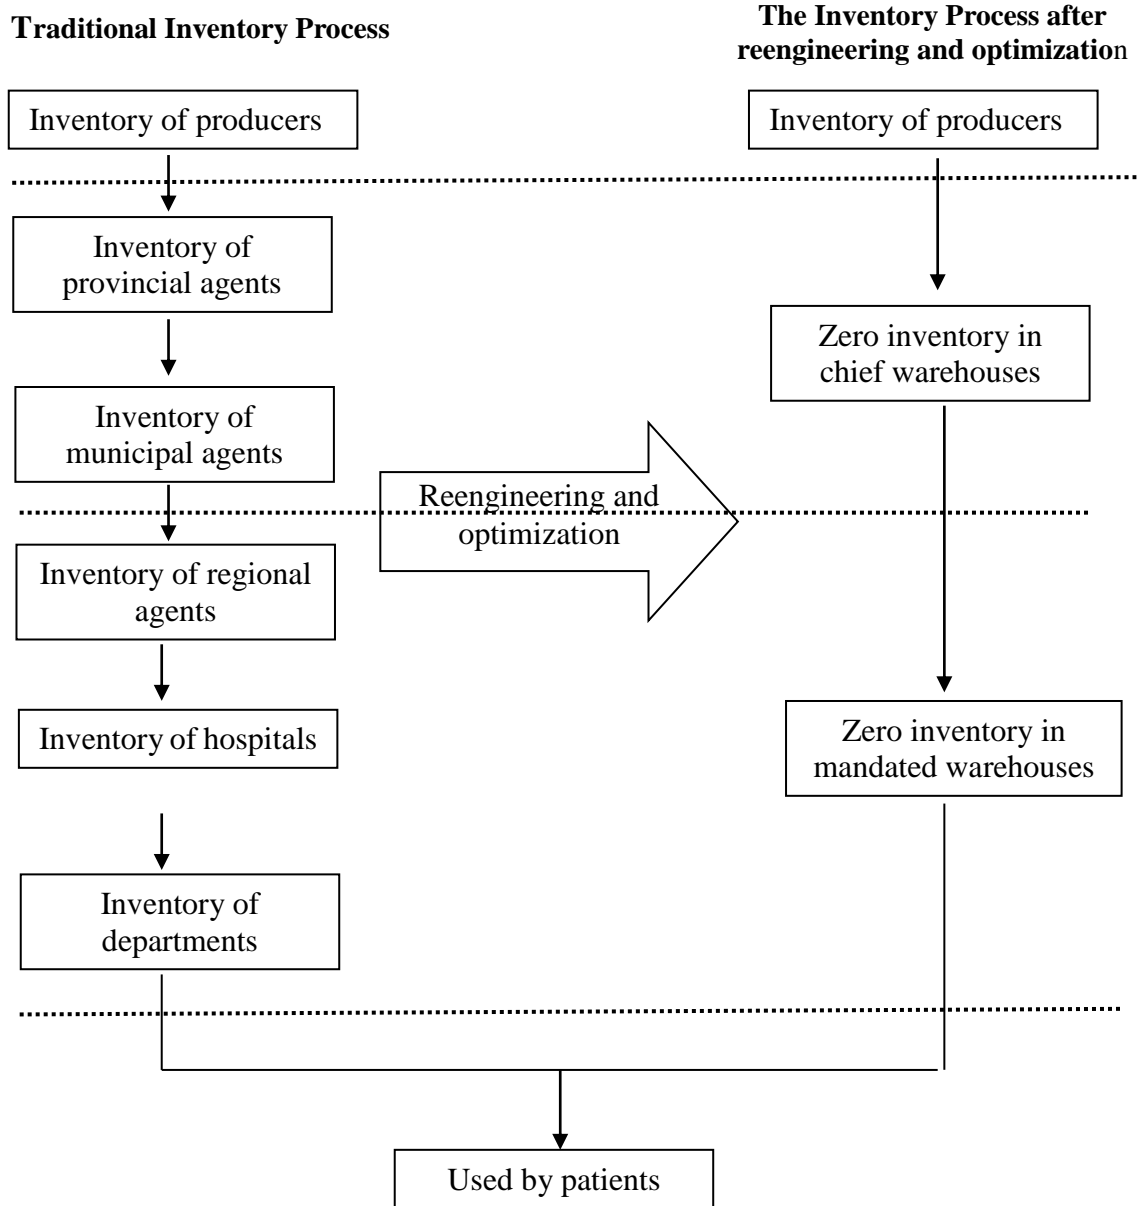 Traditional Inventory Process
The Inventory Process after
reengineering and optimization
Inventory of producers
Inventory of
provincial agents
Inventory of
municipal agents
Inventory of regional
agents
Inventory of hospitals
Inventory of
departments
Reengineering and
optimization
Inventory of producers
Zero inventory in
chief warehouses
Zero inventory in
mandated warehouses
Used by patients